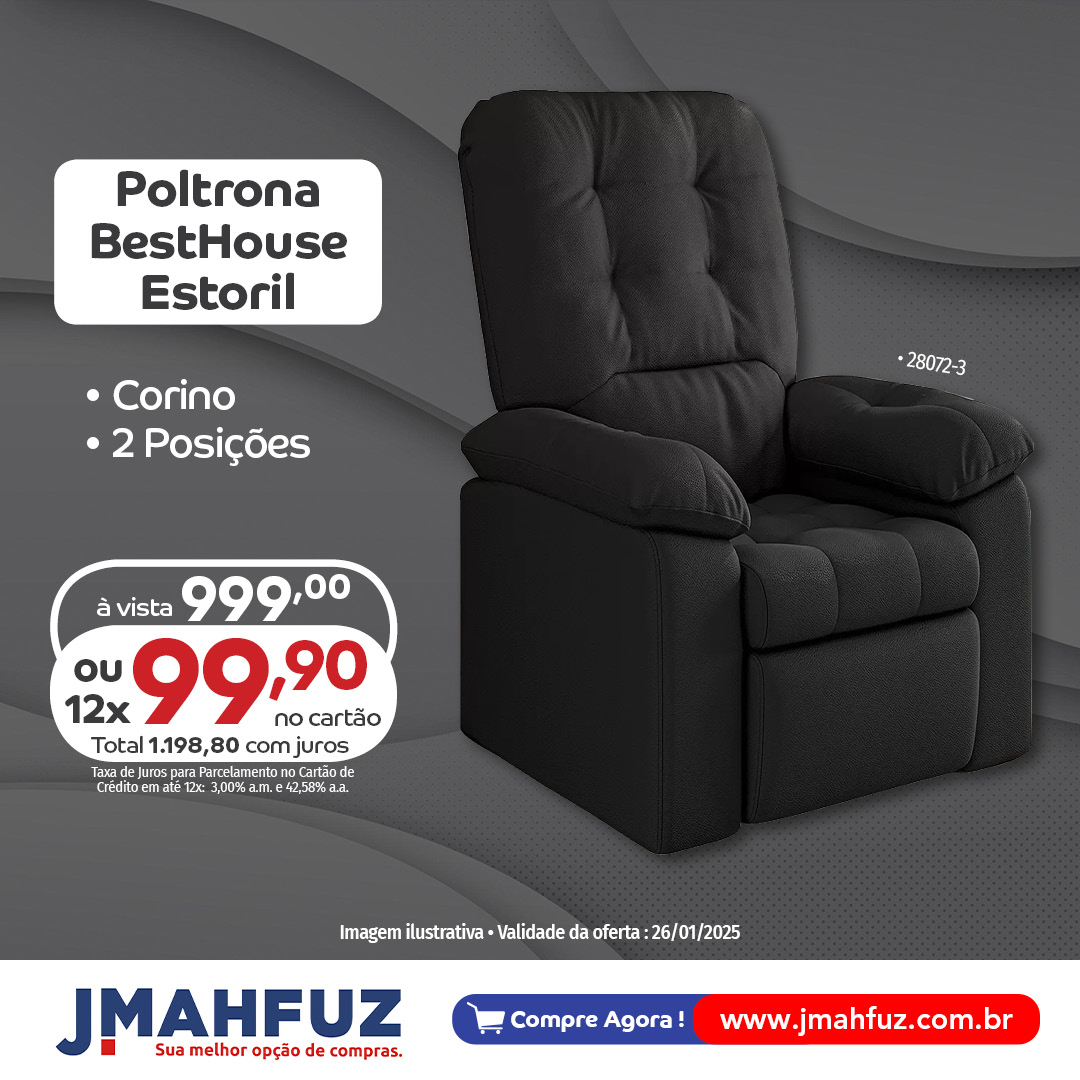 Poltrona
BestHouse
Estoril
• Corino
• 2 Posições
• 28072-3
à vista 999,00
ou 12x 99,90
no cartão
Total 1.198,80 com juros
Taxa de Juros para Parcelamento no Cartão de
Crédito em até 12x: 3,00% a.m. e 42,58% a.a.
Imagem ilustrativa • Validade da oferta : 26/01/2025
JMAHFUZ
Sua melhor opção de compras.
Compre Agora !
www.jmahfuz.com.br